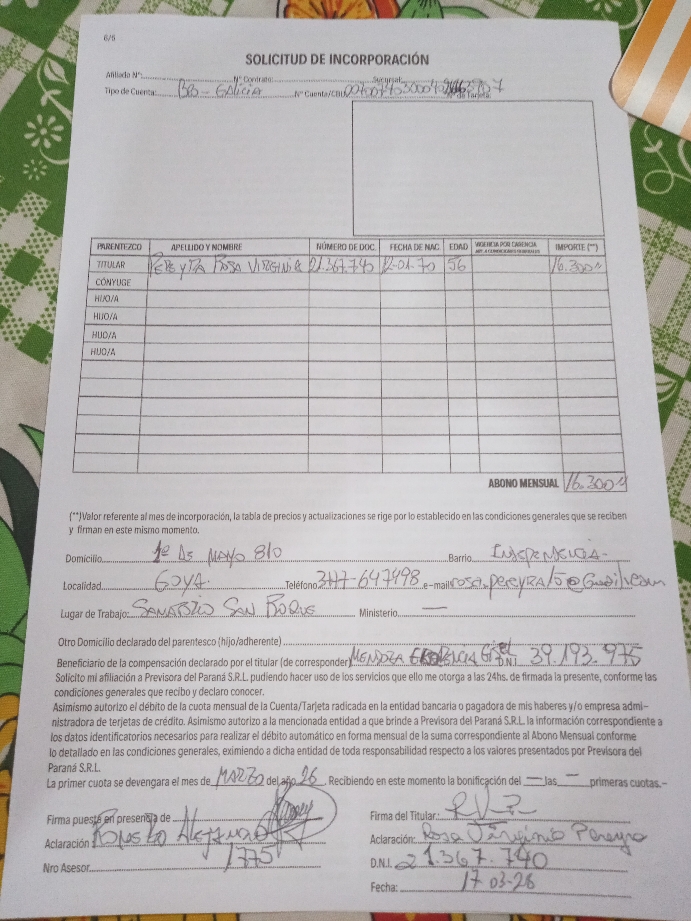 6/6
SOLICITUD DE INCORPORACIÓN
Afiliado N°: N° Contrato: Sucursal:
Tipo de Cuenta: BB - Galicia N° Cuenta/CBU: N° de Tarjeta:
PARENTEZCO APELLIDO Y NOMBRE NÚMERO DE DOC. FECHA DE NAC. EDAD VIGENCIA POR CARENCIA IMPORTE (**)
TITULAR PEREYRA ROSA VIRGINIA 21.367.740 12-01-70 56 16.300
CÓNYUGE
HIJO/A
HIJO/A
HIJO/A
HIJO/A
ABONO MENSUAL 16.300
(**)Valor referente al mes de incorporación, la tabla de precios y actualizaciones se rige por lo establecido en las condiciones generales que se reciben
y firman en este mismo momento.
Domicilio 1º De MAYO 810 Barrio INDEPENDENCIA-
Localidad GOYA. Teléfono 3777-647498 e-mail
Lugar de Trabajo: SANATORIO SAN ROQUE Ministerio —
Otro Domicilio declarado del parentesco (hijo/adherente)
Beneficiario de la compensación declarado por el titular (de corresponder) MENDOZA DNI 39.193.975
Solicito mi afiliación a Previsora del Paraná S.R.L. pudiendo hacer uso de los servicios que ello me otorga a las 24hs. de firmada la presente, conforme las
condiciones generales que recibo y declaro conocer.
Asimismo autorizo el débito de la cuota mensual de la Cuenta/Tarjeta radicada en la entidad bancaria o pagadora de mis haberes y/o empresa admi-
nistradora de terjetas de crédito. Asimismo autorizo a la mencionada entidad a que brinde a Previsora del Paraná S.R.L. la información correspondiente a
los datos identificatorios necesarios para realizar el débito automático en forma mensual de la suma correspondiente al Abono Mensual conforme
lo detallado en las condiciones generales, eximiendo a dicha entidad de toda responsabilidad respecto a los valores presentados por Previsora del
Paraná S.R.L.
La primer cuota se devengara el mes de MARZO del año 26. Recibiendo en este momento la bonificación del — las — primeras cuotas.-
Firma puesta en presencia de Firma del Titular:
Aclaración Aclaración: Rosa Virginia Pereyra
Nro Asesor 1775 D.N.I. 21.367.740
Fecha: 17-03-26